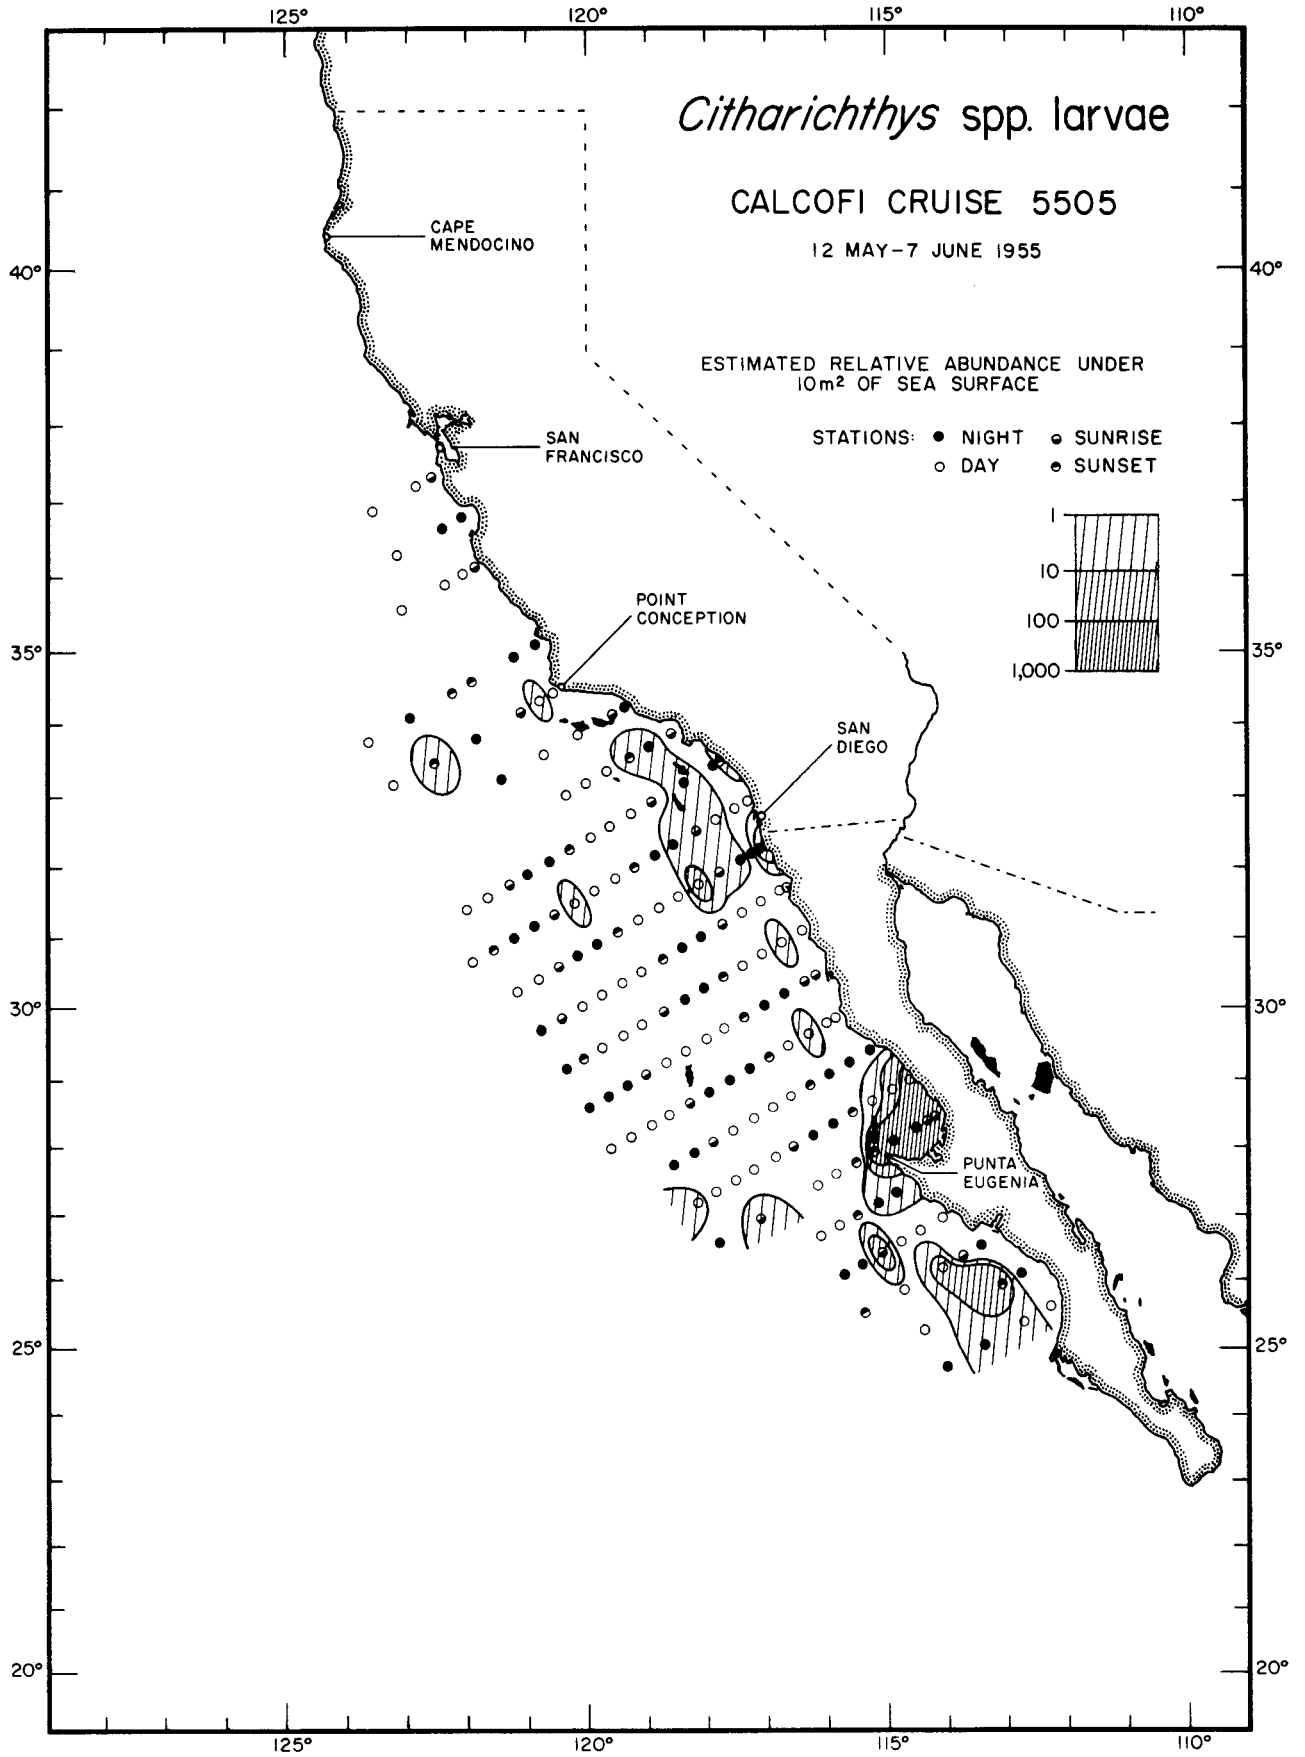 125° 120° 115° 110°
Citharichthys spp. larvae
CALCOFI CRUISE 5505
12 MAY–7 JUNE 1955
CAPE
MENDOCINO
40° 40°
ESTIMATED RELATIVE ABUNDANCE UNDER
10m² OF SEA SURFACE
STATIONS: NIGHT SUNRISE
DAY SUNSET
SAN
FRANCISCO
1
10
100
1,000
POINT
CONCEPTION
35° 35°
SAN
DIEGO
30° 30°
PUNTA
EUGENIA
25° 25°
20° 20°
125° 120° 115° 110°